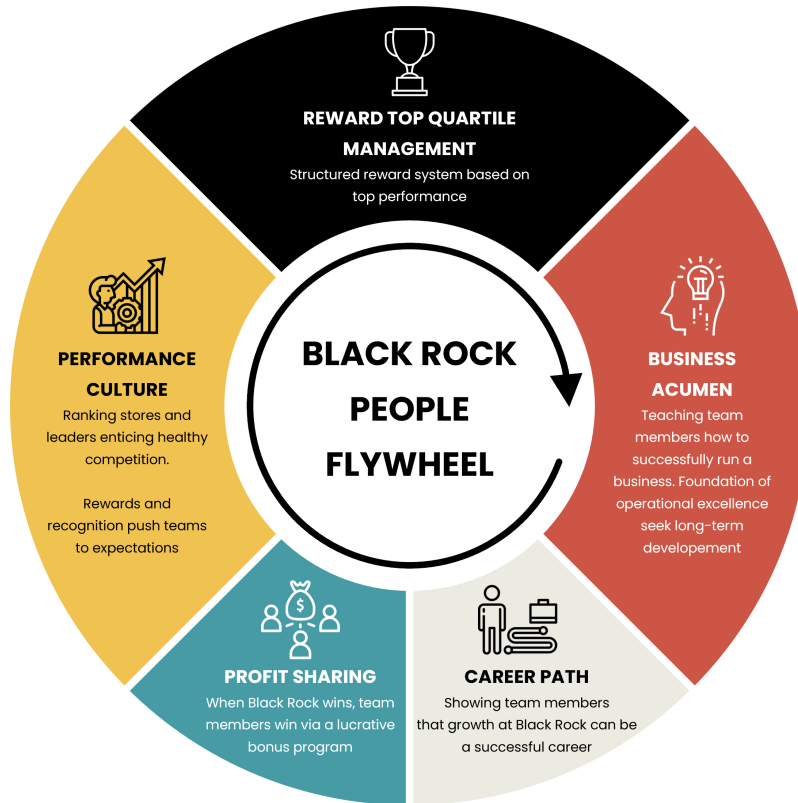 REWARD TOP QUARTILE
MANAGEMENT
Structured reward system based on
top performance
BUSINESS
ACUMEN
Teaching team
members how to
successfully run a
business. Foundation of
operational excellence
seek long-term
developement
CAREER PATH
Showing team members
that growth at Black Rock can be
a successful career
PROFIT SHARING
When Black Rock wins, team
members win via a lucrative
bonus program
PERFORMANCE
CULTURE
Ranking stores and
leaders enticing healthy
competition.
Rewards and
recognition push teams
to expectations
BLACK ROCK
PEOPLE
FLYWHEEL
$